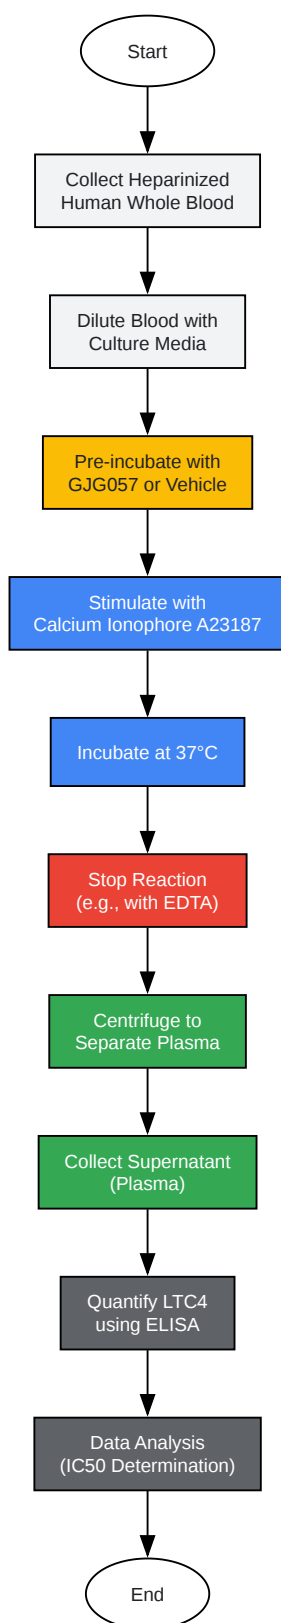 Start
Collect Heparinized
Human Whole Blood
Dilute Blood with
Culture Media
Pre-incubate with
GJG057 or Vehicle
Stimulate with
Calcium Ionophore A23187
Incubate at 37°C
Stop Reaction
(e.g., with EDTA)
Centrifuge to
Separate Plasma
Collect Supernatant
(Plasma)
Quantify LTC4
using ELISA
Data Analysis
(IC50 Determination)
End